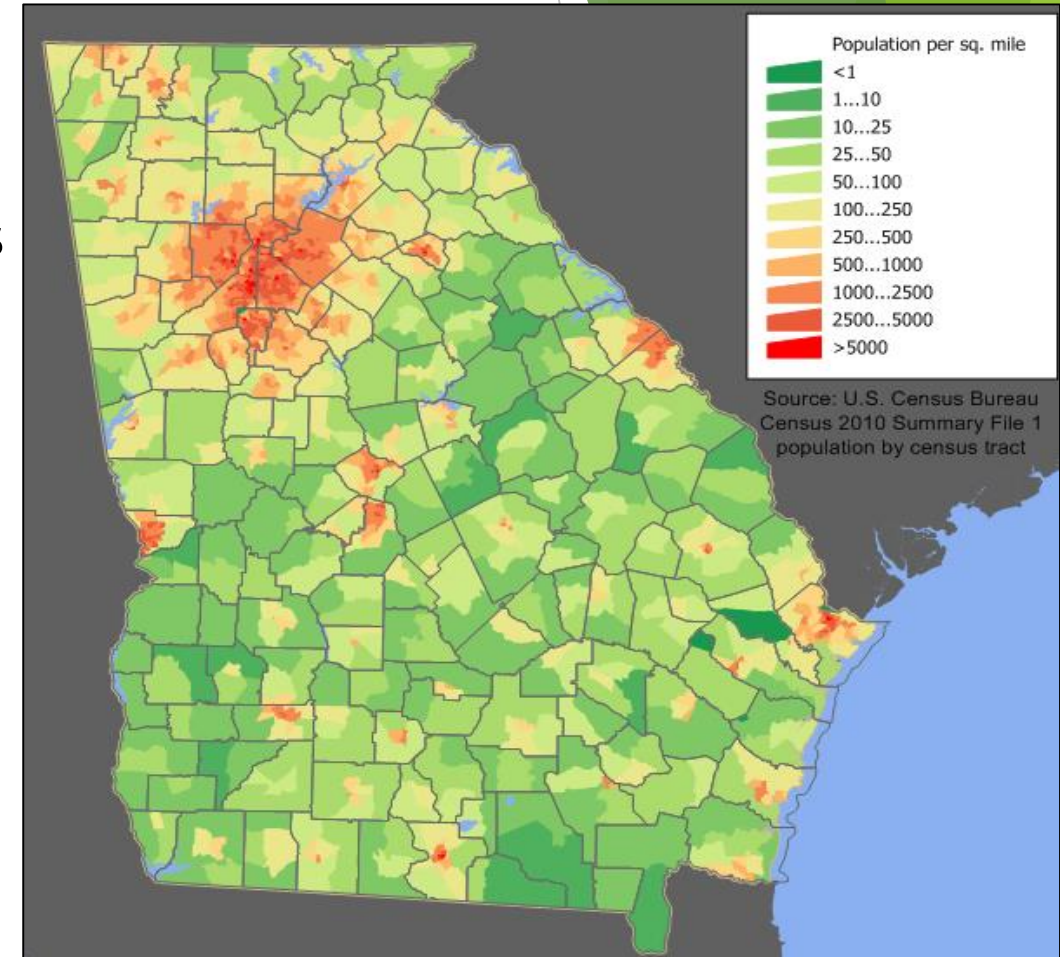 s
Population per sq. mile
<1
1...10
10...25
25...50
50...100
100...250
250...500
500...1000
1000...2500
2500...5000
>5000
Source: U.S. Census Bureau
Census 2010 Summary File 1
population by census tract